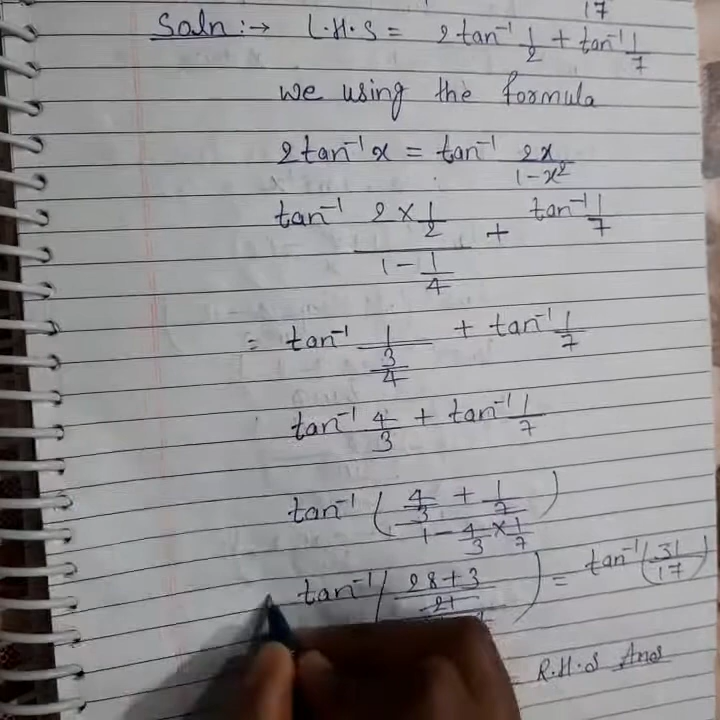 17
Soln :→ L.H.S = 2tan⁻¹ 1/2 + tan⁻¹ 1/7
we using the formula
2tan⁻¹x = tan⁻¹ 2x/(1-x²)
tan⁻¹ (2×1/2)/(1-1/4) + tan⁻¹ 1/7
= tan⁻¹ 1/(3/4) + tan⁻¹ 1/7
tan⁻¹ 4/3 + tan⁻¹ 1/7
tan⁻¹ ((4/3 + 1/7)/(1-4/3×1/7))
tan⁻¹ ((28+3)/21 ) = tan⁻¹(31/17)
R.H.S Ans